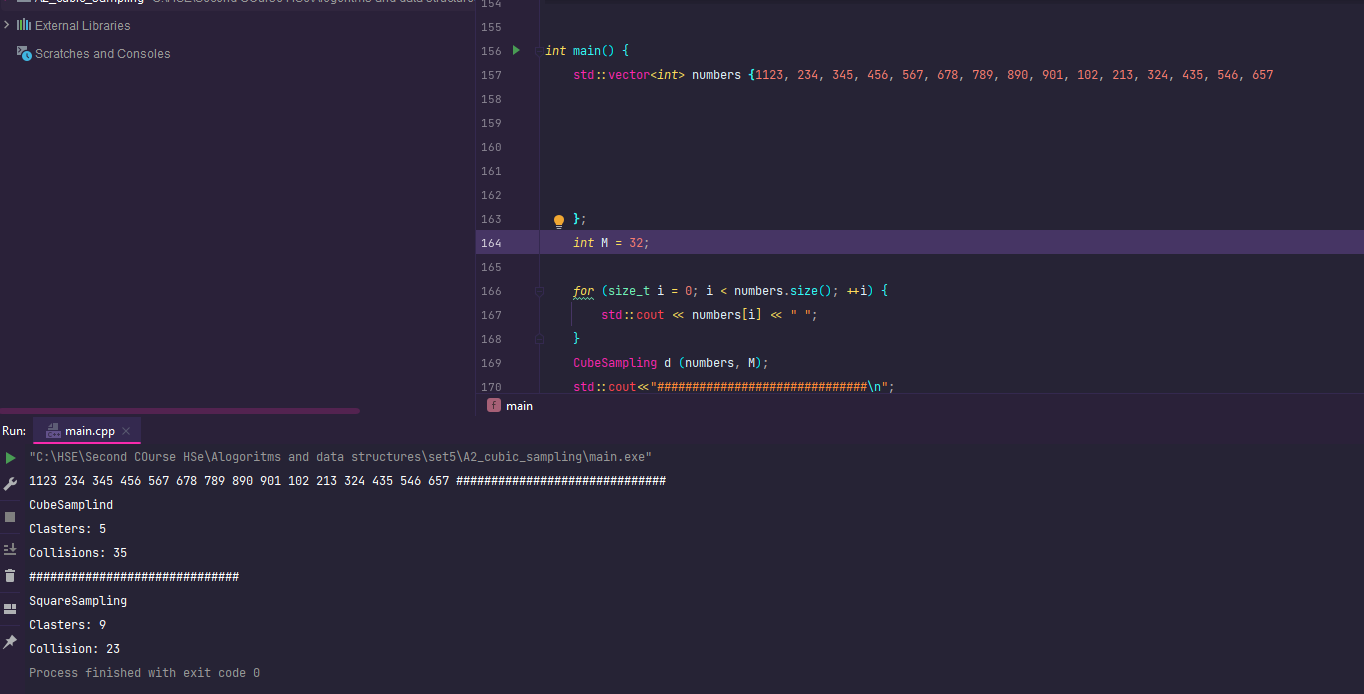 A2_cubic_sampling C:\HSE\Second COurse HSe\Alogoritms and data structure
External Libraries
Scratches and Consoles
154
155
156 int main() {
157 std::vector<int> numbers {1123, 234, 345, 456, 567, 678, 789, 890, 901, 102, 213, 324, 435, 546, 657
158
159
160
161
162
163 };
164 int M = 32;
165
166 for (size_t i = 0; i < numbers.size(); ++i) {
167 std::cout << numbers[i] << " ";
168 }
169 CubeSampling d (numbers, M);
170 std::cout<<"##############################\n";
f main
Run: main.cpp
"C:\HSE\Second COurse HSe\Alogoritms and data structures\set5\A2_cubic_sampling\main.exe"
1123 234 345 456 567 678 789 890 901 102 213 324 435 546 657 ##############################
CubeSamplind
Clasters: 5
Collisions: 35
##############################
SquareSampling
Clasters: 9
Collision: 23
Process finished with exit code 0